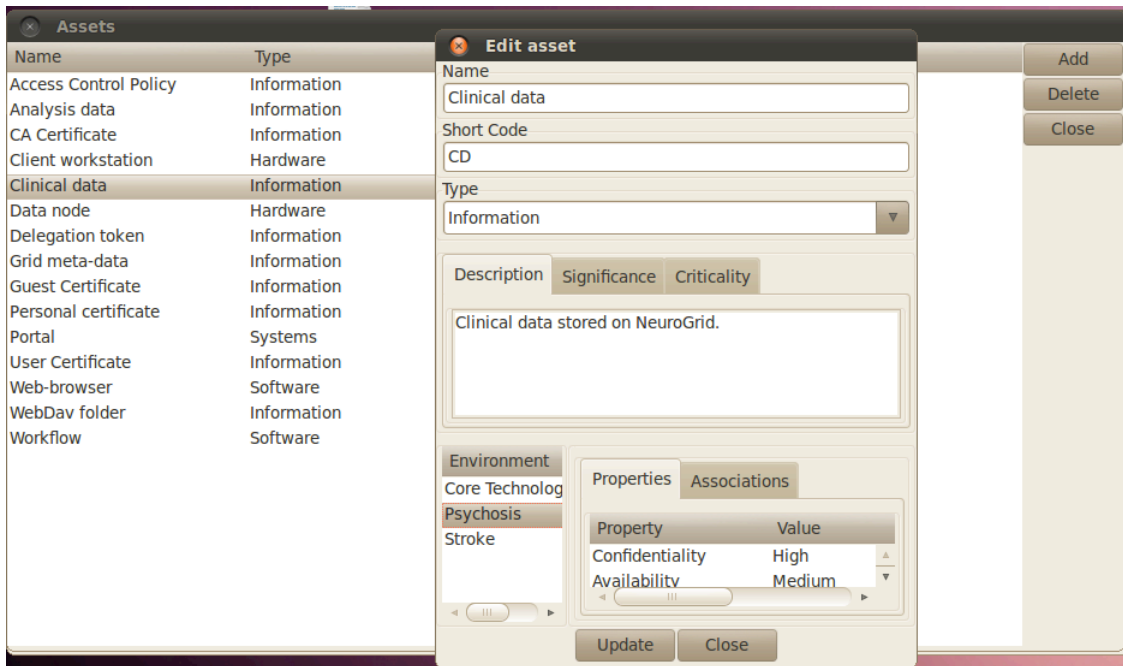 Assets
Name Type
Access Control Policy Information
Analysis data Information
CA Certificate Information
Client workstation Hardware
Clinical data Information
Data node Hardware
Delegation token Information
Grid meta-data Information
Guest Certificate Information
Personal certificate Information
Portal Systems
User Certificate Information
Web-browser Software
WebDav folder Information
Workflow Software
Edit asset
Name
Clinical data
Short Code
CD
Type
Information
Description Significance Criticality
Clinical data stored on NeuroGrid.
Environment
Core Technolog
Psychosis
Stroke
Properties Associations
Property Value
Confidentiality High
Availability Medium
Update Close
Add
Delete
Close